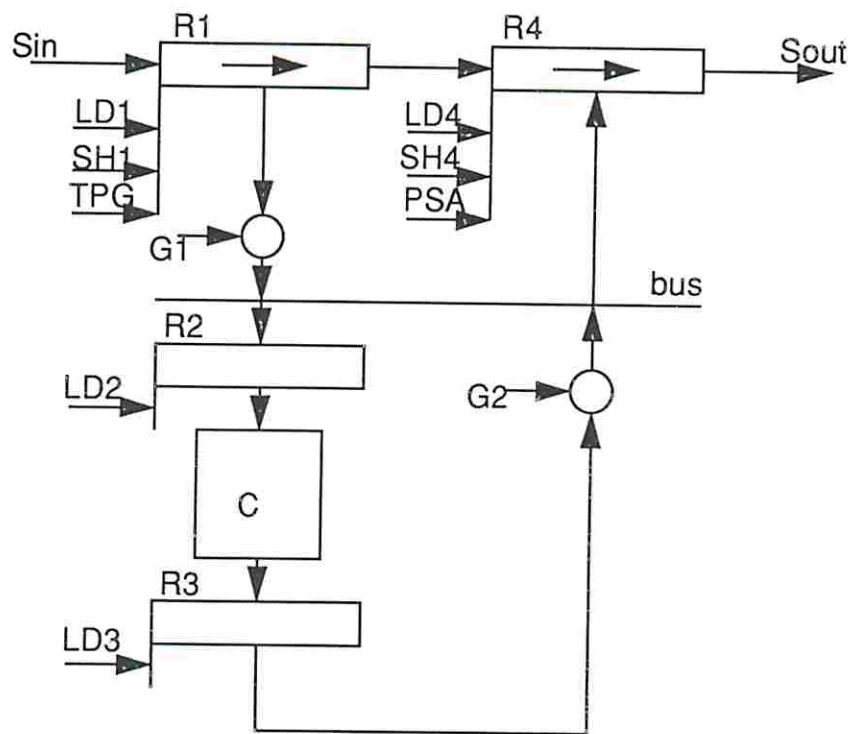 R1
R4
Sin
Sout
LD1
LD4
SH1
SH4
TPG
PSA
G1
bus
R2
LD2
G2
C
R3
LD3